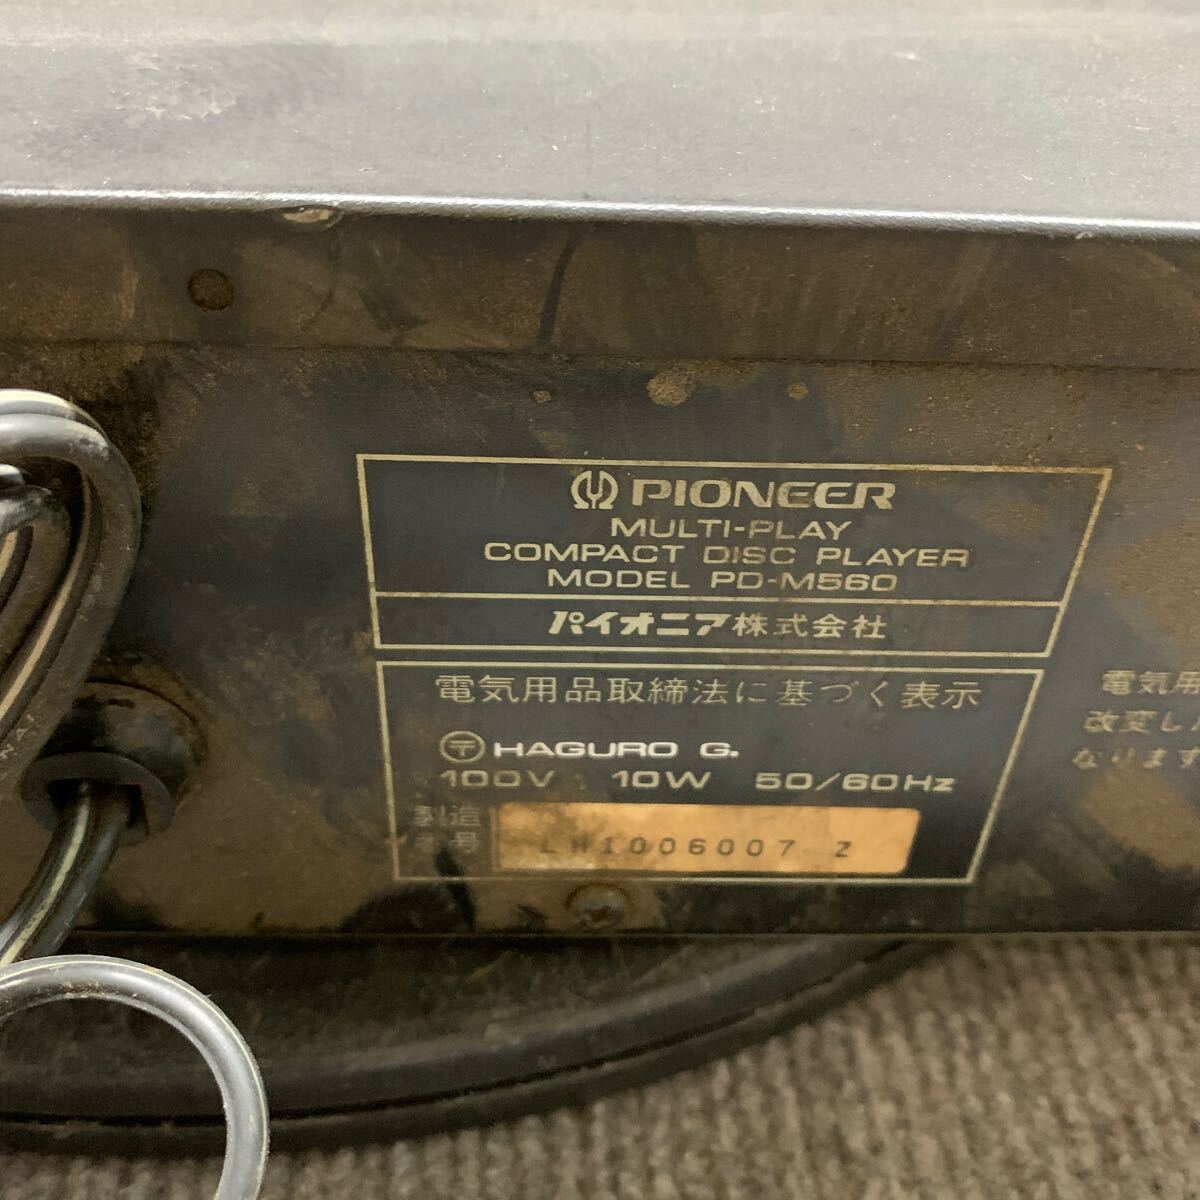 PIONEER
MULTI-PLAY
COMPACT DISC PLAYER
MODEL PD-M560
パイオニア株式会社
電気用品取締法に基づく表示
〒 HAGURO G.
100V 10W 50/60Hz
製造
号
LH1006007 Z
電気用
改変し
なります